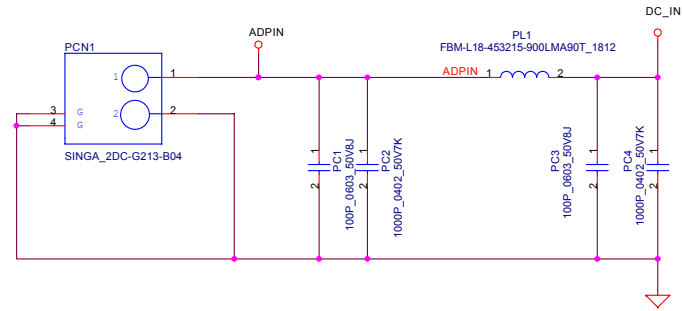 DC_IN
ADPIN
PL1
FBM-L18-453215-900LMA90T_1812
PCN1
1
1
ADPIN
1
2
3
G
2
2
4
G
SINGA_2DC-G213-B04
1
2
PC1
100P_0603_50V8J
1
2
PC2
1000P_0402_50V7K
1
2
PC3
100P_0603_50V8J
1
2
PC4
1000P_0402_50V7K